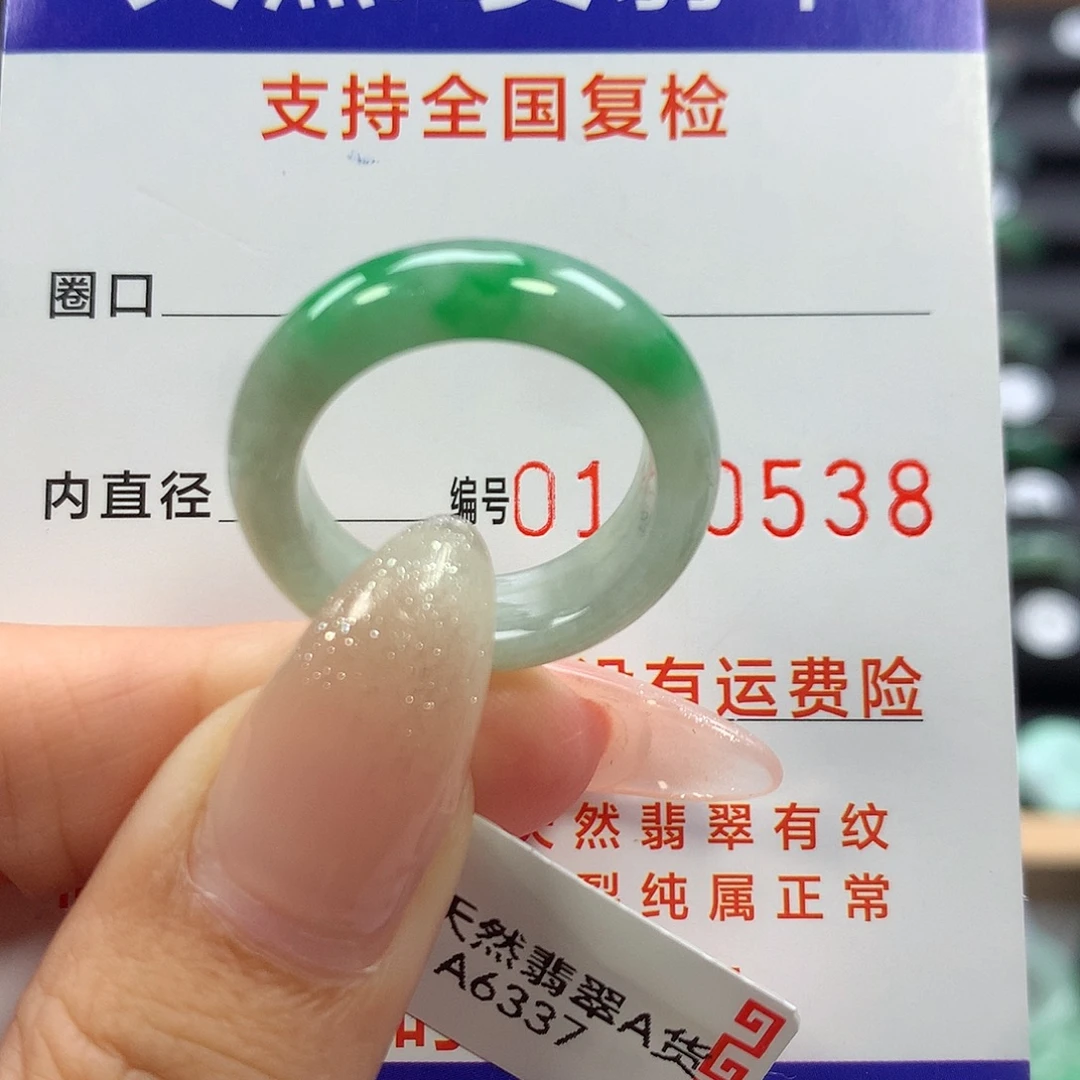 支持全国复检
圈口
内直径
编号01 0538
有运费险
然翡翠有纹
裂纯属正常
天然翡翠A货
A6337